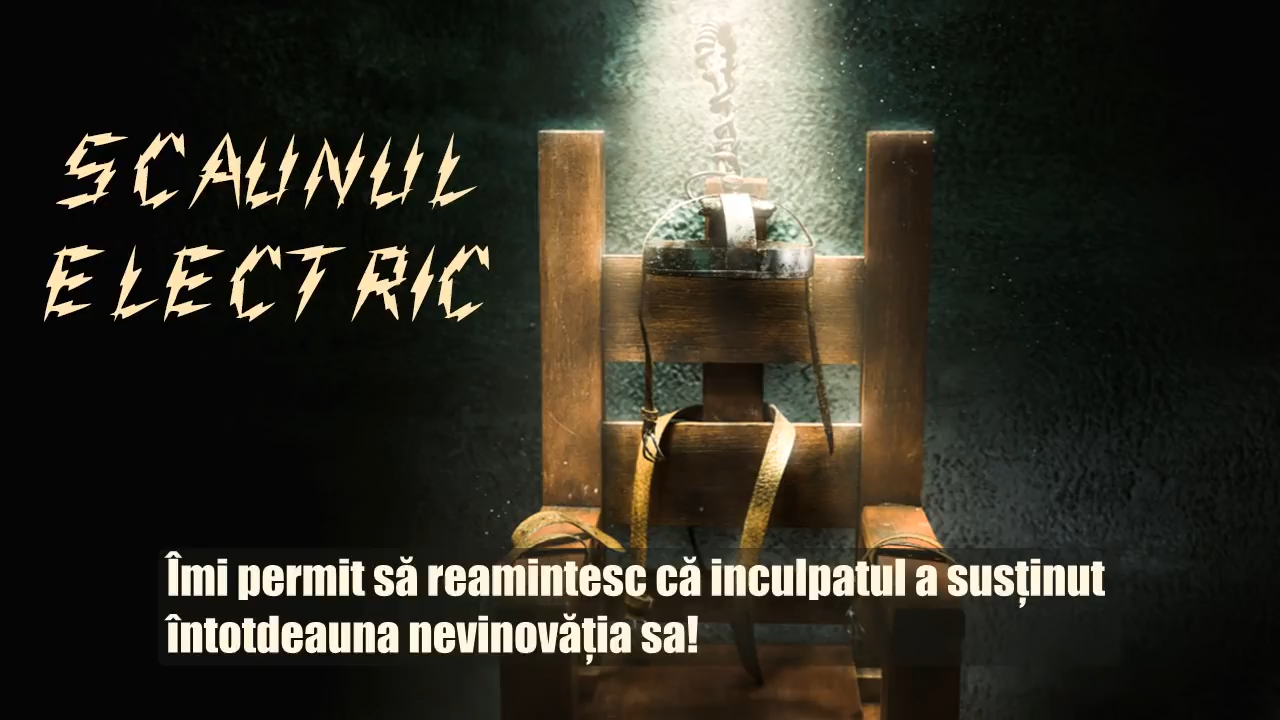 SCAUNUL
ELECTRIC
Îmi permit să reamintesc că inculpatul a susținut
întotdeauna nevinovăția sa!